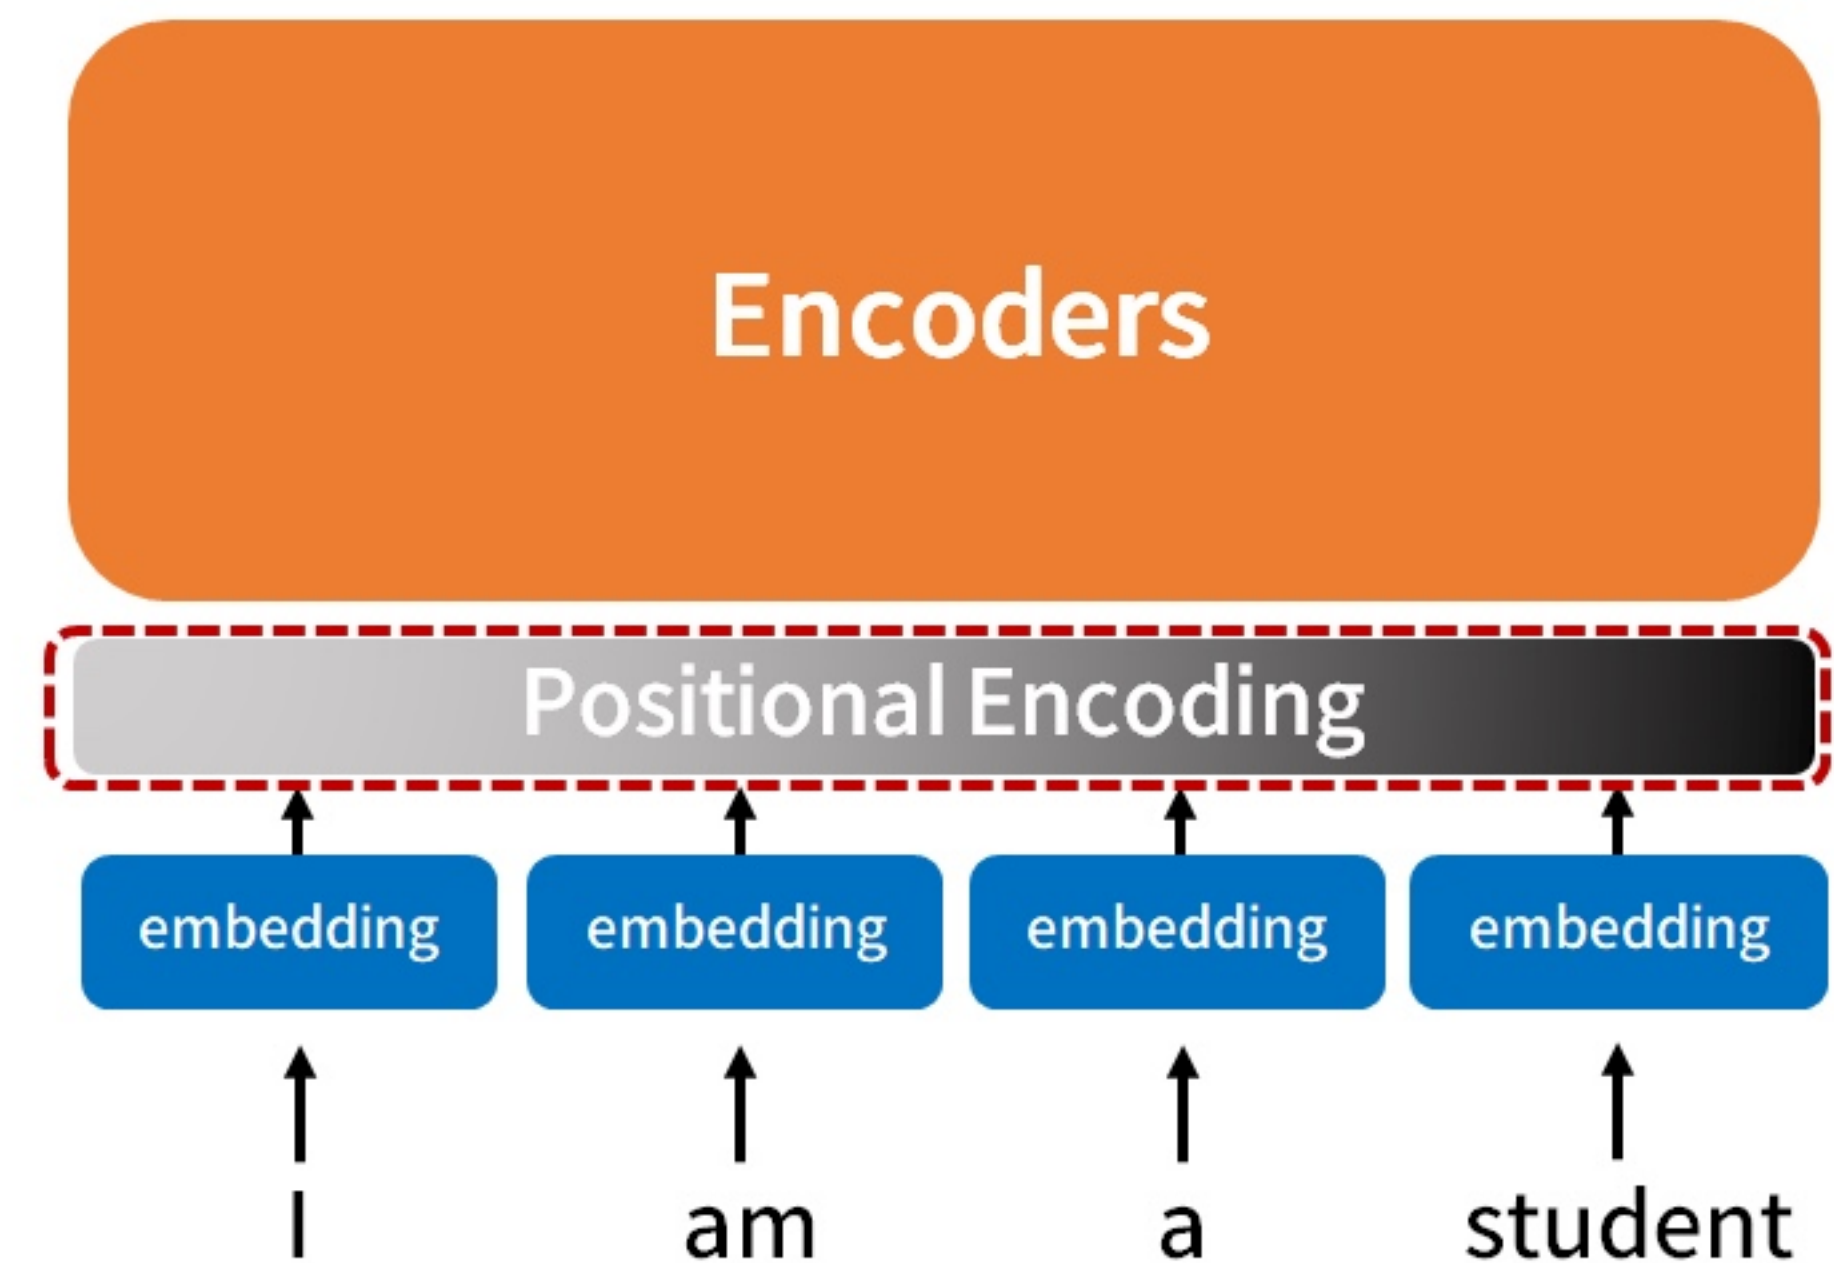 Encoders
Positional Encoding
embedding embedding embedding embedding
I am a student